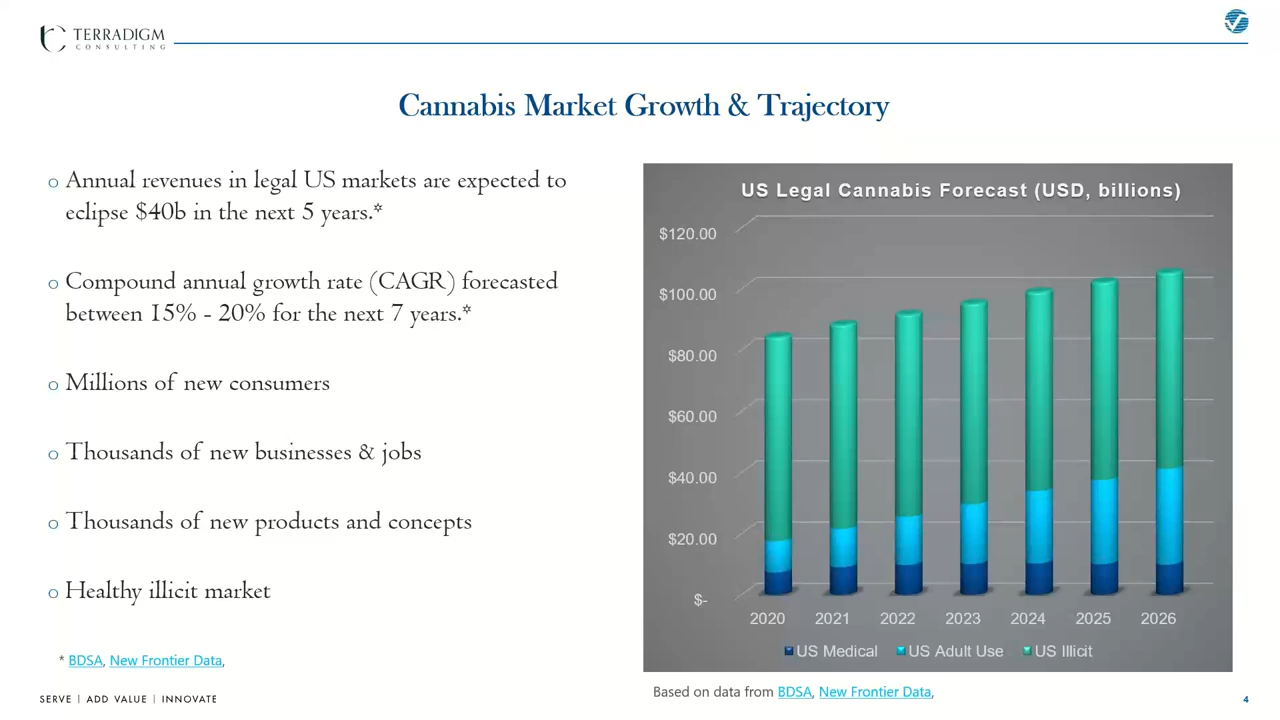 TERRADIGM
CONSULTING
Cannabis Market Growth & Trajectory
o Annual revenues in legal US markets are expected to
eclipse $40b in the next 5 years.*
o Compound annual growth rate (CAGR) forecasted
between 15% - 20% for the next 7 years.*
o Millions of new consumers
o Thousands of new businesses & jobs
o Thousands of new products and concepts
o Healthy illicit market
* BDSA, New Frontier Data,
US Legal Cannabis Forecast (USD, billions)
$120.00
$100.00
$80.00
$60.00
$40.00
$20.00
$-
2020 2021 2022 2023 2024 2025 2026
US Medical US Adult Use US Illicit
Based on data from BDSA, New Frontier Data,
SERVE | ADD VALUE | INNOVATE
4